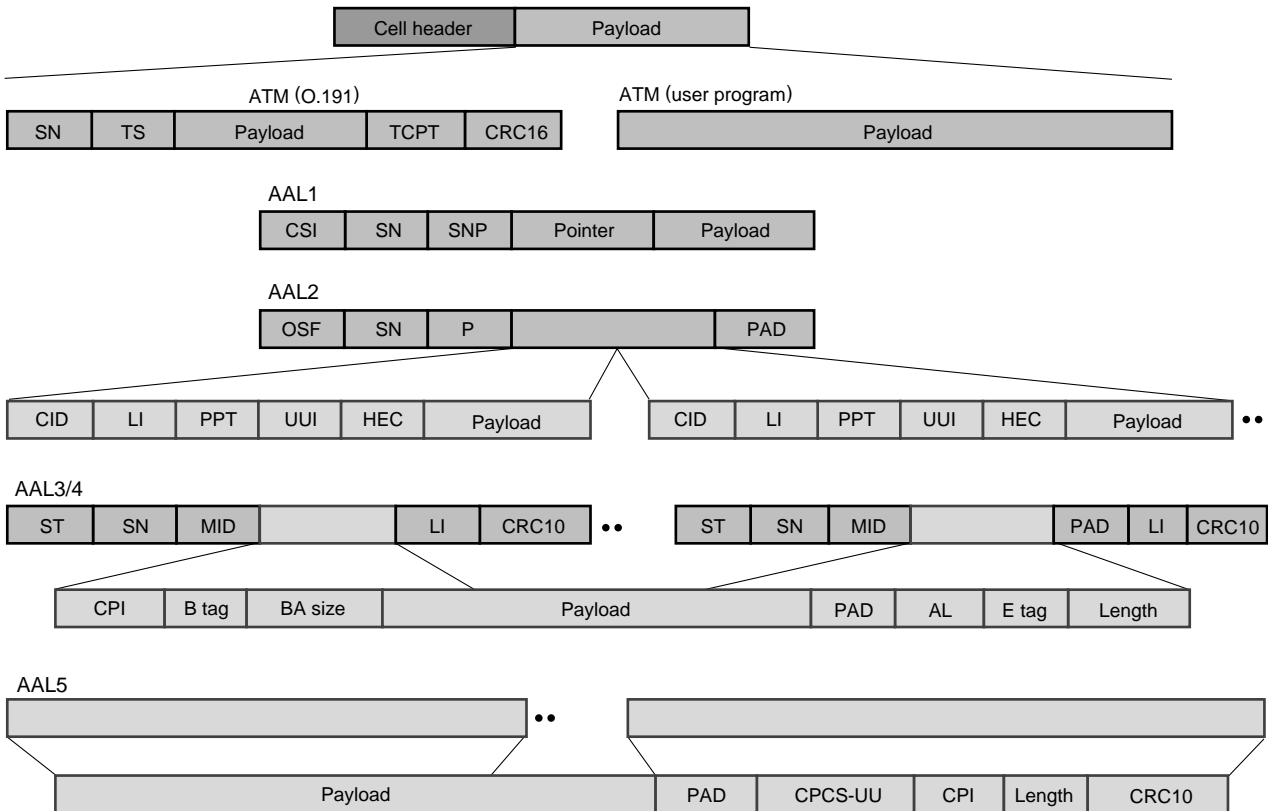 Cell header Payload
ATM (O.191) ATM (user program)
SN TS Payload TCPT CRC16 Payload
AAL1
CSI SN SNP Pointer Payload
AAL2
OSF SN P PAD
CID LI PPT UUI HEC Payload CID LI PPT UUI HEC Payload ••
AAL3/4
ST SN MID LI CRC10 •• ST SN MID PAD LI CRC10
CPI B tag BA size Payload PAD AL E tag Length
AAL5
••
Payload PAD CPCS-UU CPI Length CRC10